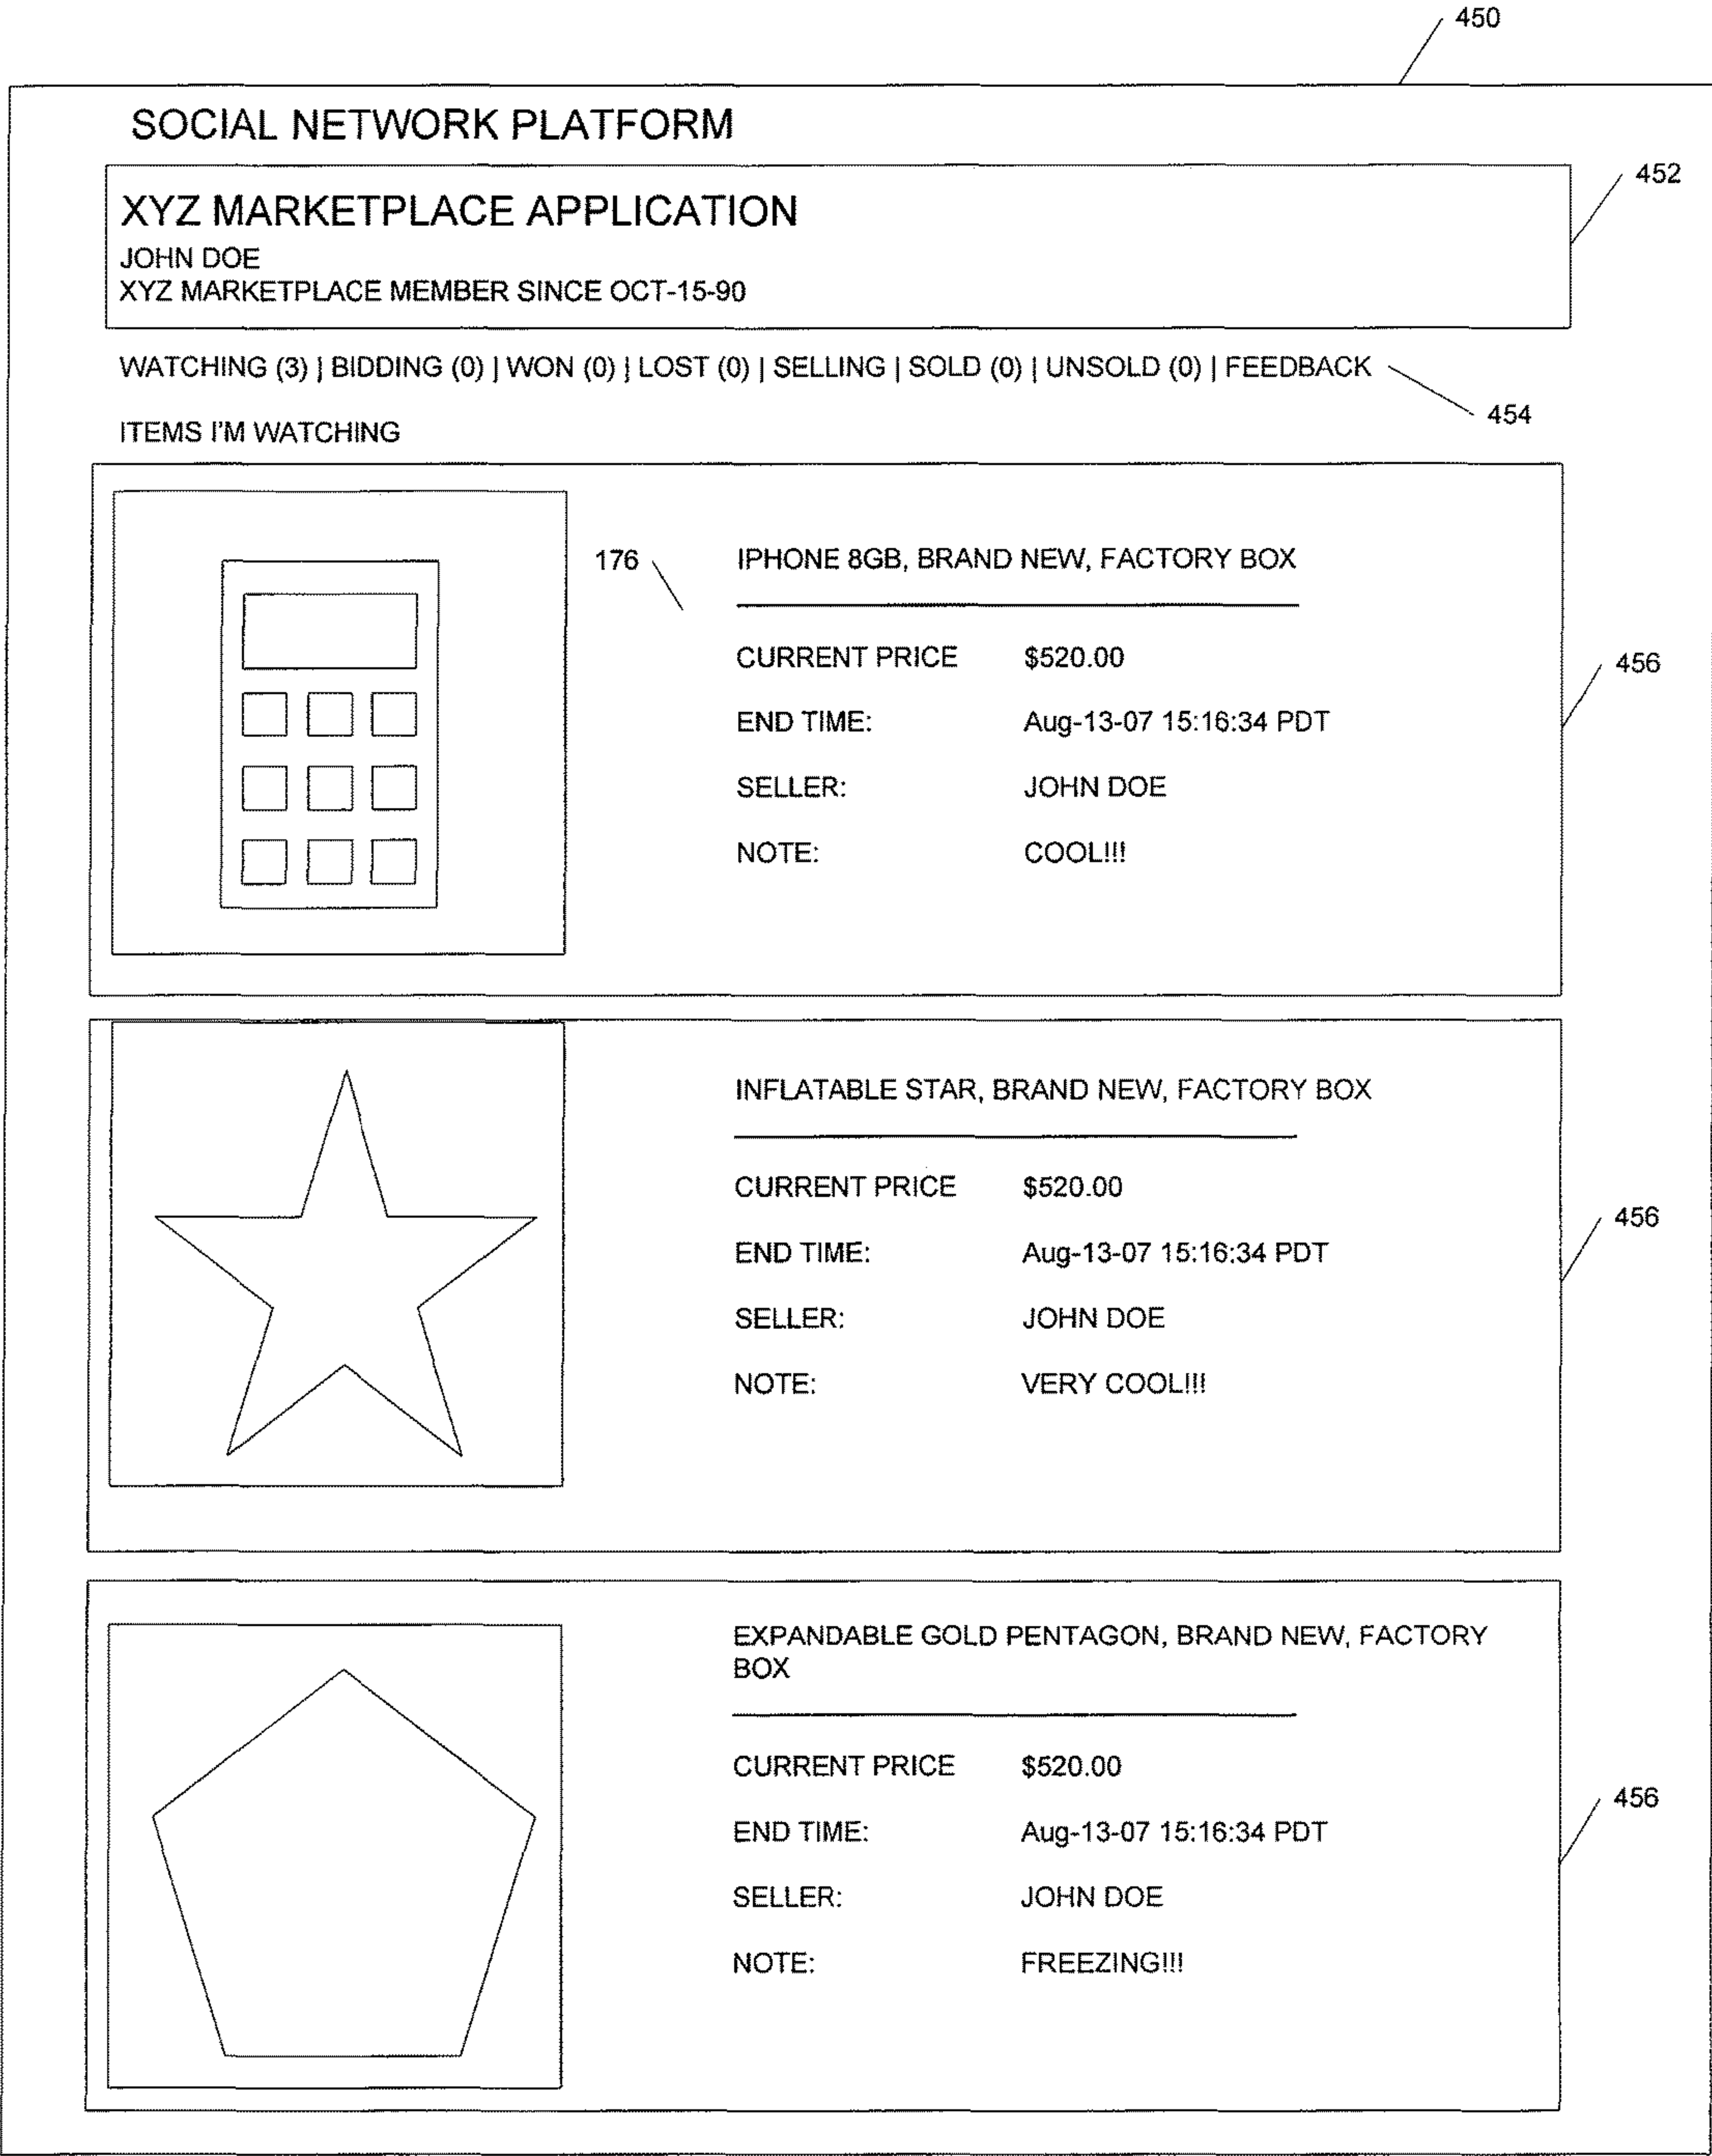 450
SOCIAL NETWORK PLATFORM
452
XYZ MARKETPLACE APPLICATION
JOHN DOE
XYZ MARKETPLACE MEMBER SINCE OCT-15-90
WATCHING (3) | BIDDING (0) | WON (0) | LOST (0) | SELLING | SOLD (0) | UNSOLD (0) | FEEDBACK
454
ITEMS I'M WATCHING
176
IPHONE 8GB, BRAND NEW, FACTORY BOX
CURRENT PRICE $520.00
456
END TIME: Aug-13-07 15:16:34 PDT
SELLER: JOHN DOE
NOTE: COOL!!!
INFLATABLE STAR, BRAND NEW, FACTORY BOX
CURRENT PRICE $520.00
456
END TIME: Aug-13-07 15:16:34 PDT
SELLER: JOHN DOE
NOTE: VERY COOL!!!
EXPANDABLE GOLD PENTAGON, BRAND NEW, FACTORY
BOX
CURRENT PRICE $520.00
456
END TIME: Aug-13-07 15:16:34 PDT
SELLER: JOHN DOE
NOTE: FREEZING!!!